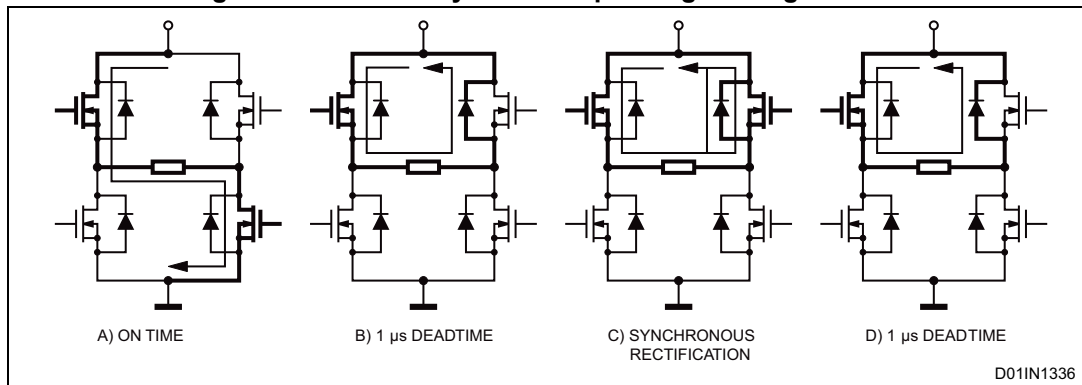 A) ON TIME
B) 1 µs DEADTIME
C) SYNCHRONOUS
RECTIFICATION
D) 1 µs DEADTIME
D01IN1336